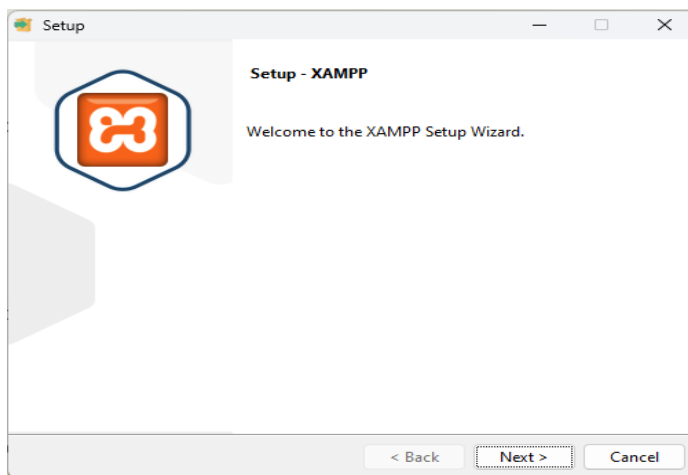 Setup
Setup - XAMPP
Welcome to the XAMPP Setup Wizard.
< Back
Next >
Cancel